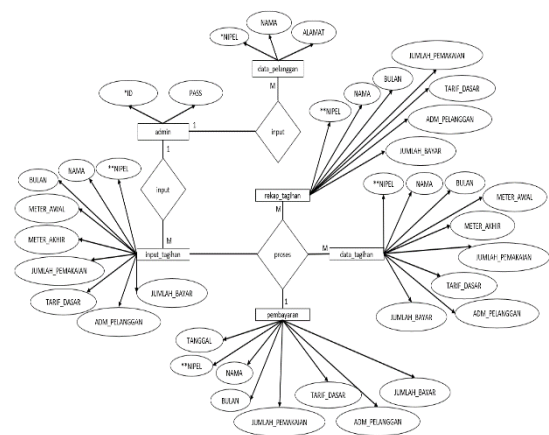 NAMA
*NIPEL
ALAMAT
data_pelanggan
M
input
1
*ID
PASS
admin
1
input
M
BULAN
NAMA
**NIPEL
METER_AWAL
METER_AKHIR
JUMLAH_PEMAKAIAN
TARIF_DASAR
ADM_PELANGGAN
JUMLAH_BAYAR
input_tagihan
JUMLAH_PEMAKAIAN
BULAN
NAMA
**NIPEL
TARIF_DASAR
ADM_PELANGGAN
JUMLAH_BAYAR
rekap_tagihan
M
proses
M
data_tagihan
**NIPEL
NAMA
BULAN
METER_AWAL
METER_AKHIR
JUMLAH_PEMAKAIAN
TARIF_DASAR
ADM_PELANGGAN
JUMLAH_BAYAR
1
pembayaran
TANGGAL
**NIPEL
NAMA
BULAN
JUMLAH_PEMAKAIAN
TARIF_DASAR
ADM_PELANGGAN
JUMLAH_BAYAR